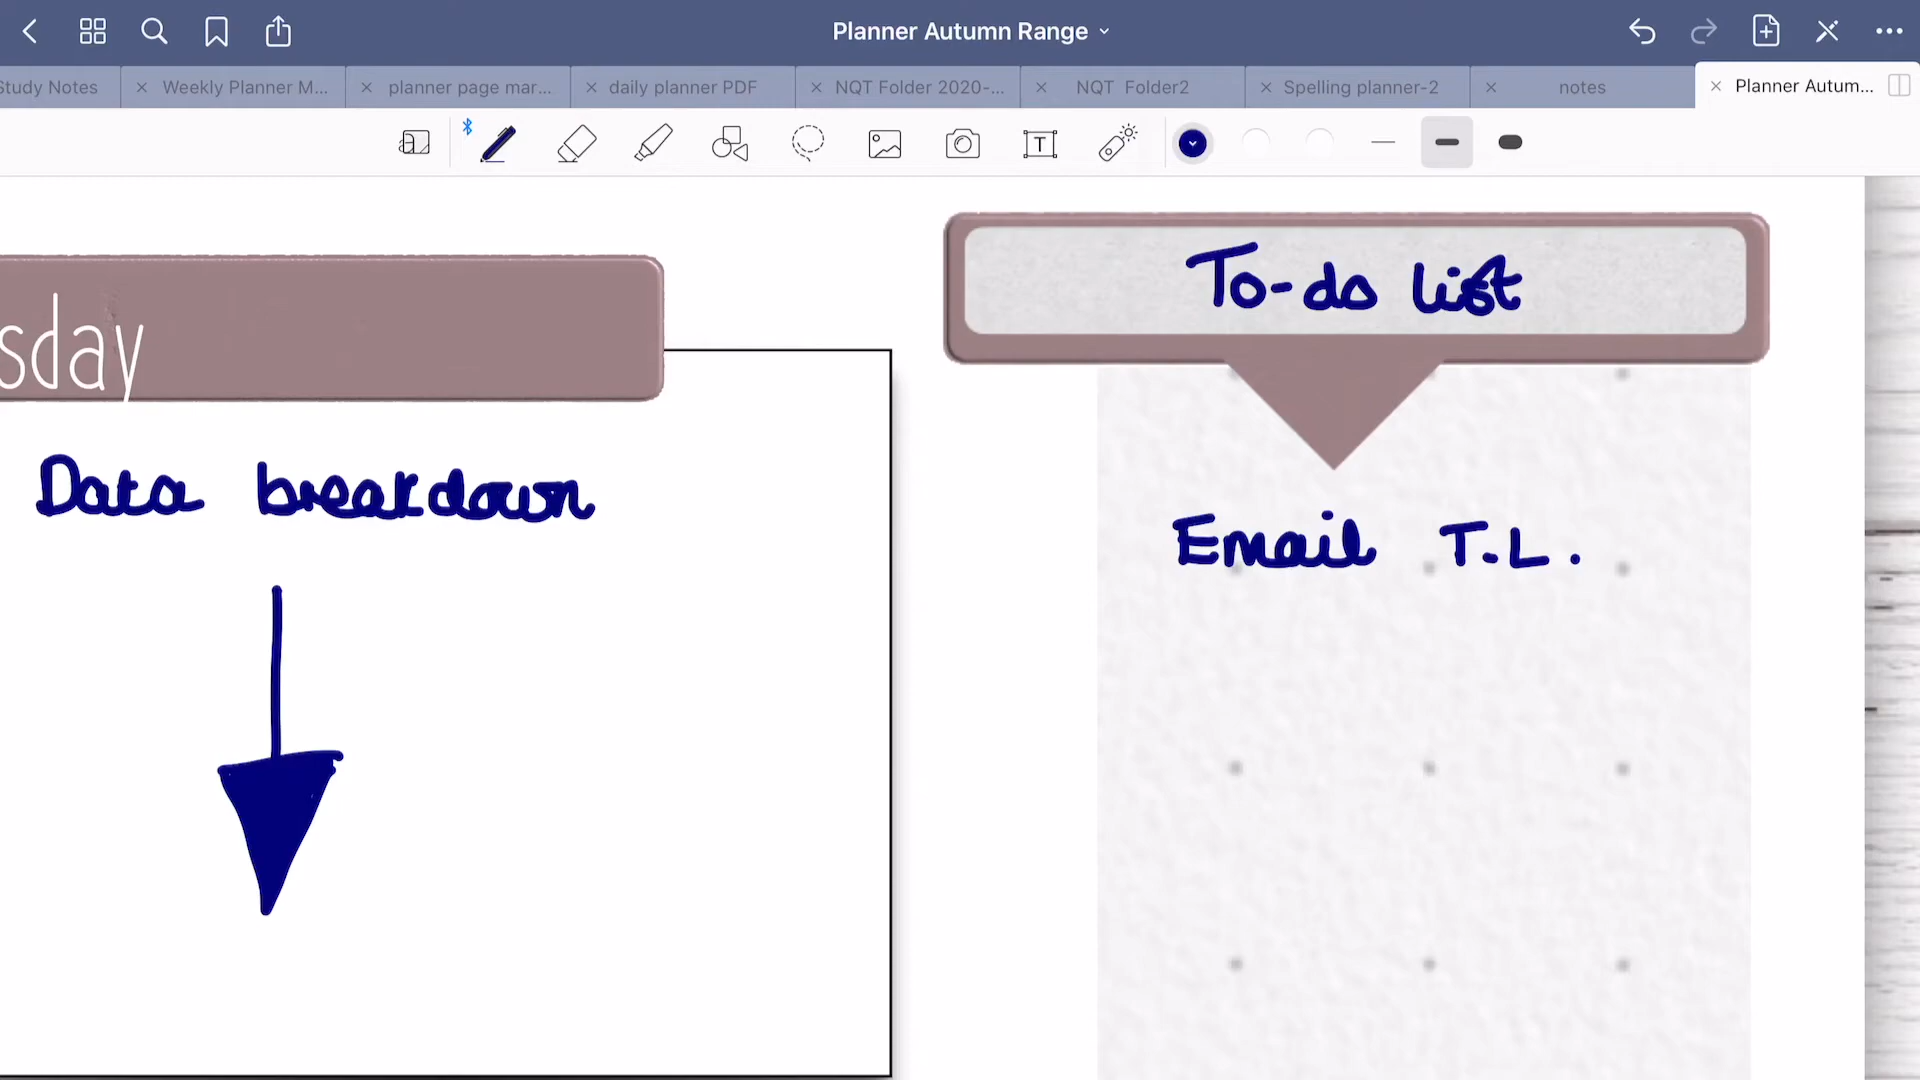 Planner Autumn Range
Study Notes
Weekly Planner M...
planner page mar...
daily planner PDF
NQT Folder 2020-...
NQT Folder2
Spelling planner-2
notes
Planner Autum...
To-do list
sday
Data breakdown
Email T.L.